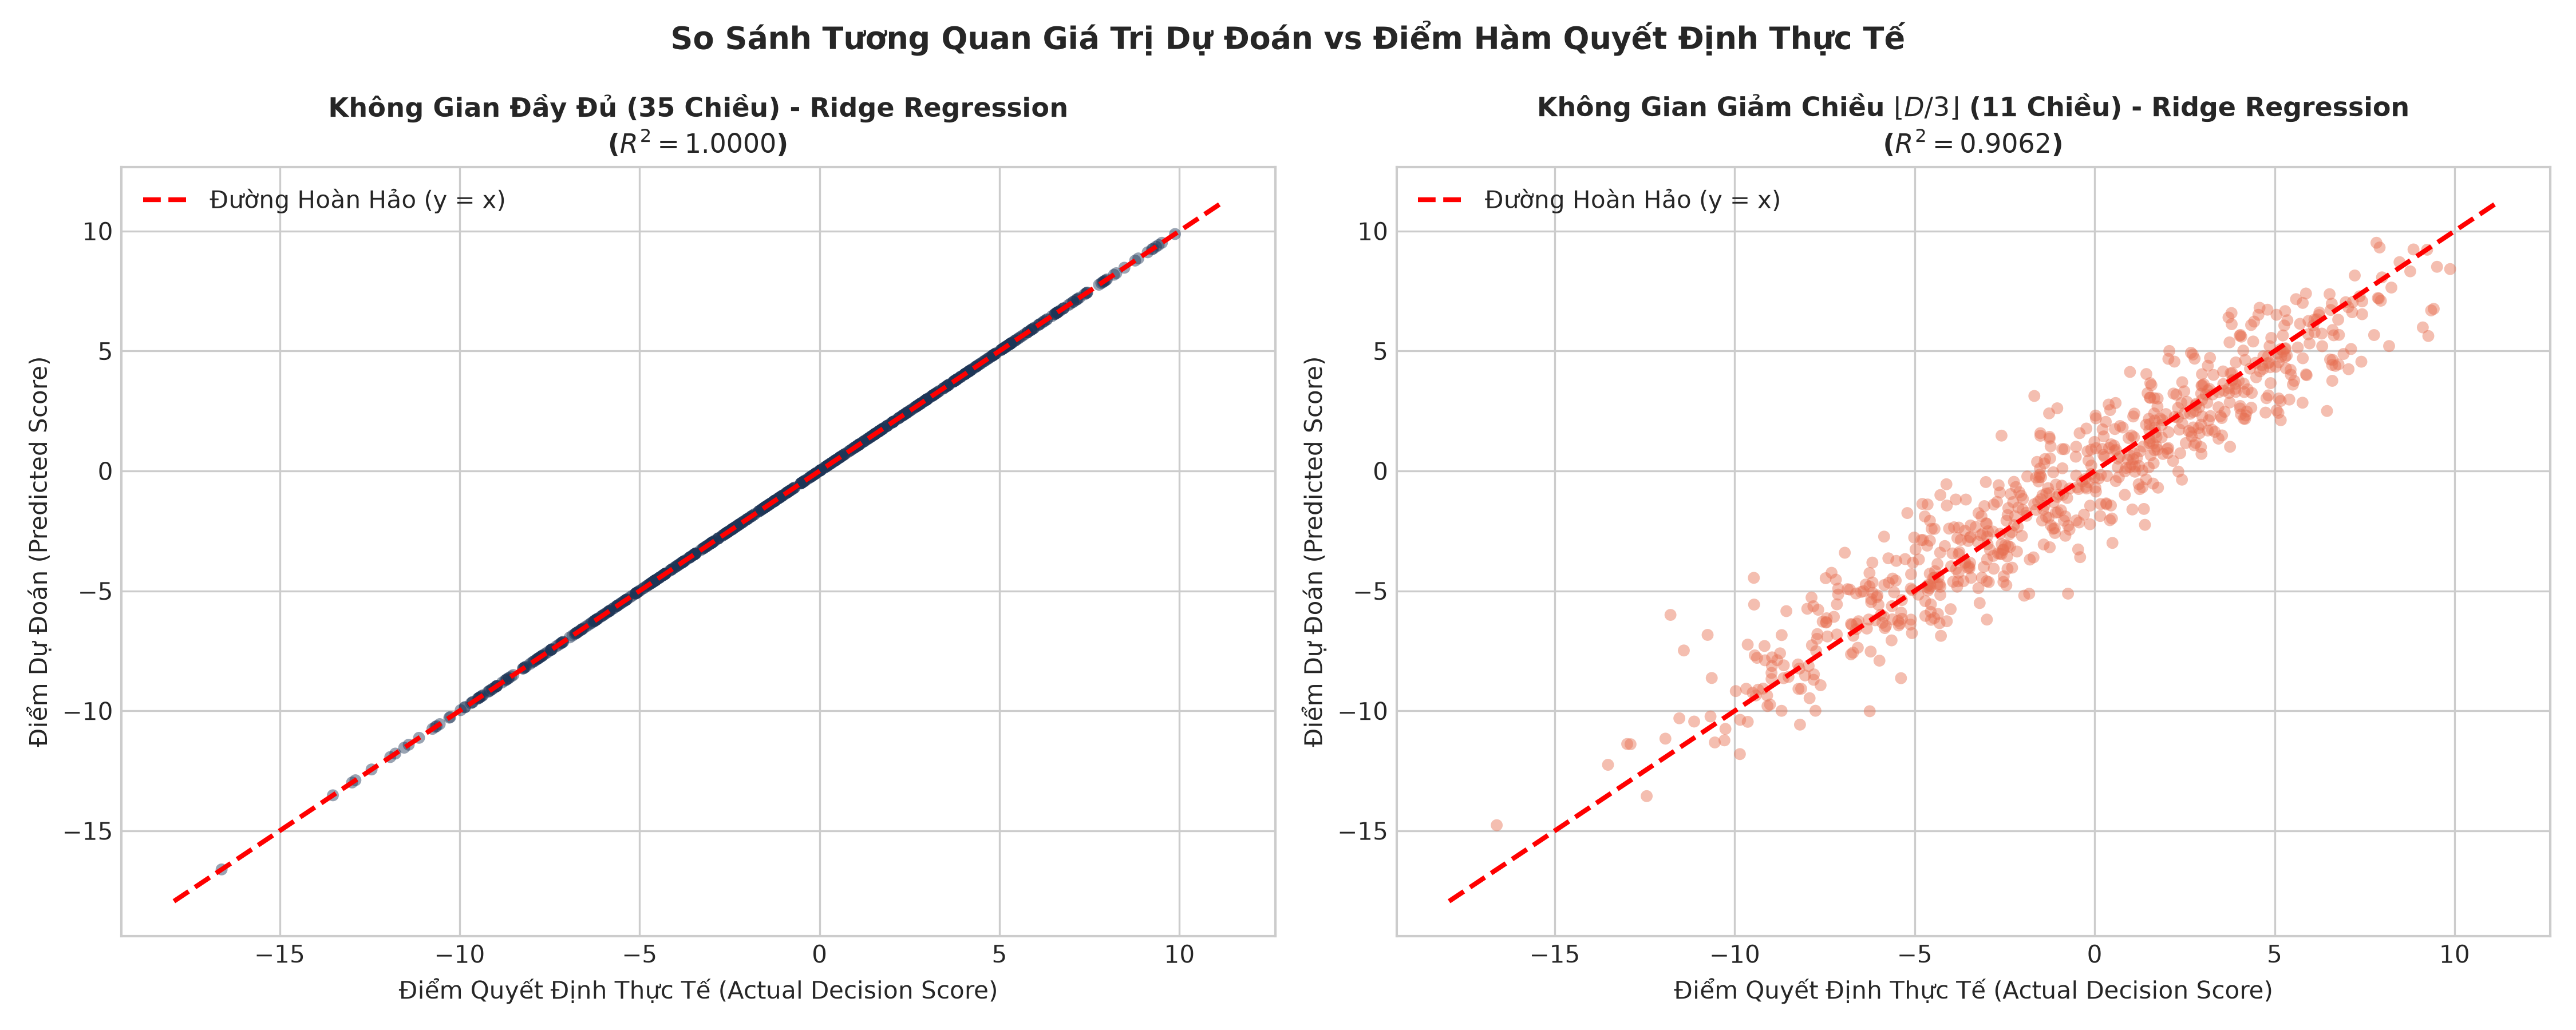 So Sánh Tương Quan Giá Trị Dự Đoán vs Điểm Hàm Quyết Định Thực Tế
Không Gian Đầy Đủ (35 Chiều) - Ridge Regression
(R² = 1.0000)
Đường Hoàn Hảo (y = x)
10
5
0
−5
−10
−15
Điểm Dự Đoán (Predicted Score)
−15 −10 −5 0 5 10
Điểm Quyết Định Thực Tế (Actual Decision Score)
Không Gian Giảm Chiều ⌊D/3⌋ (11 Chiều) - Ridge Regression
(R² = 0.9062)
Đường Hoàn Hảo (y = x)
10
5
0
−5
−10
−15
Điểm Dự Đoán (Predicted Score)
−15 −10 −5 0 5 10
Điểm Quyết Định Thực Tế (Actual Decision Score)